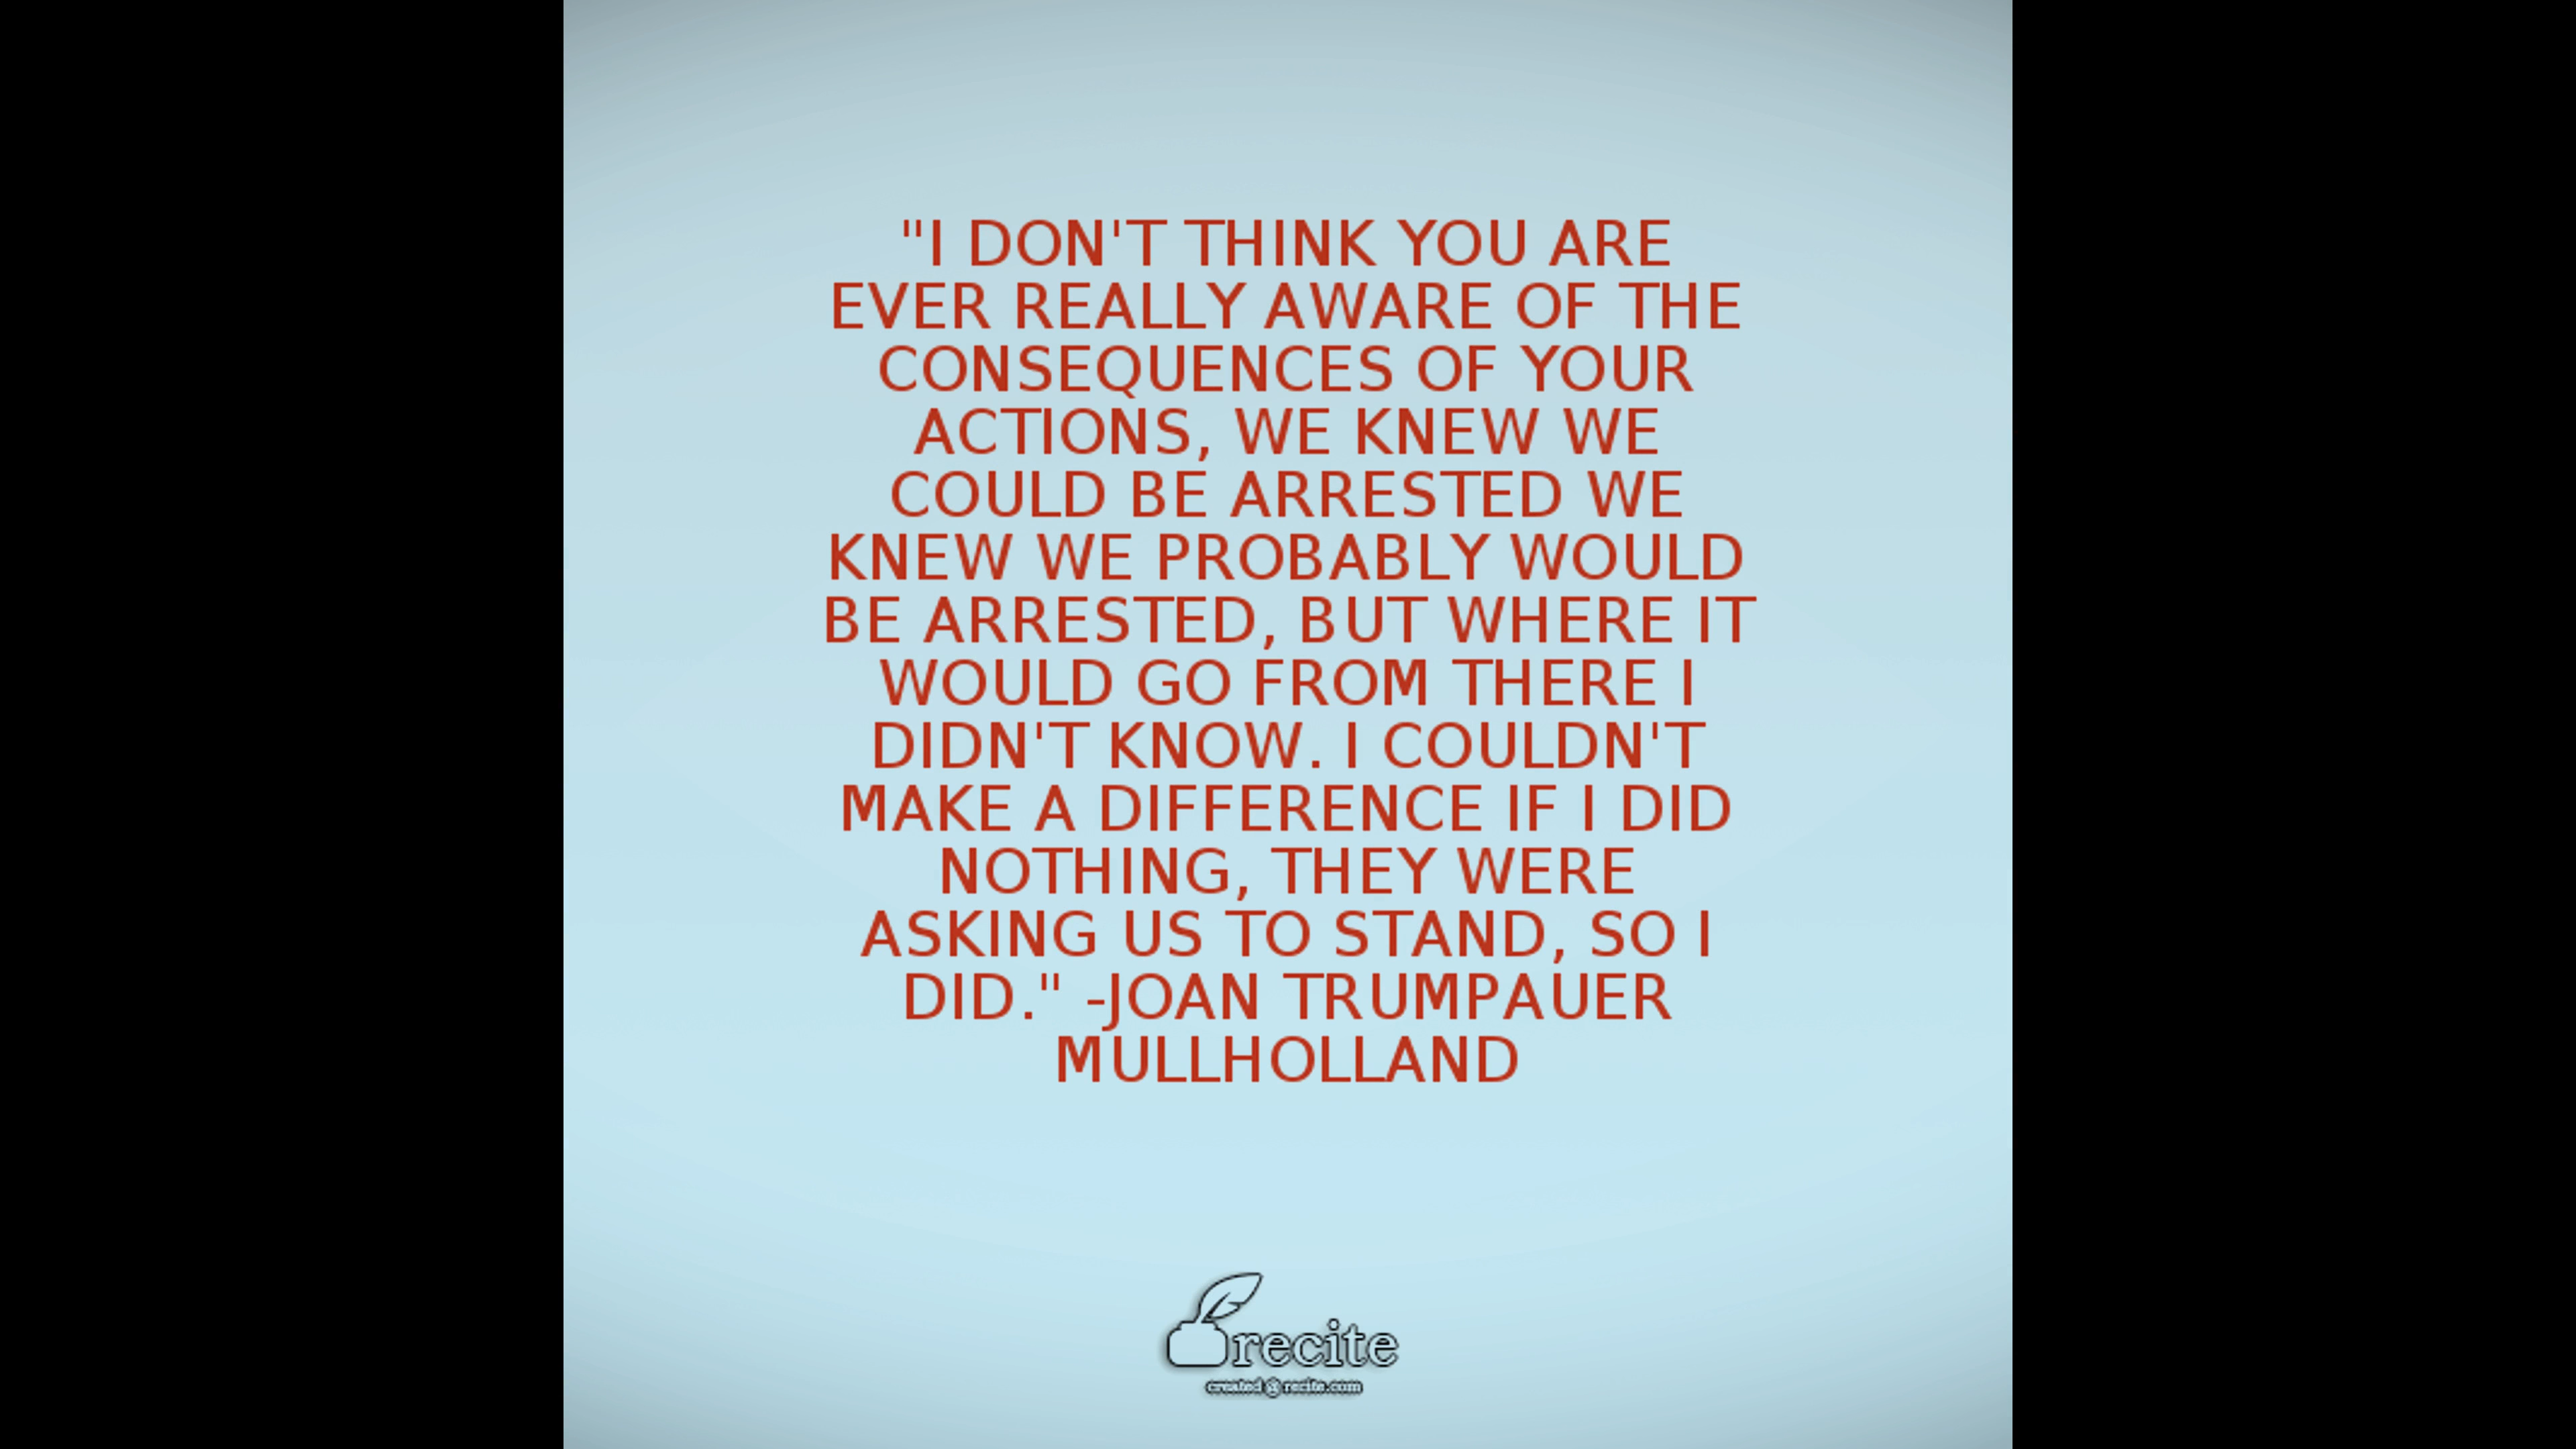 "I DON'T THINK YOU ARE
EVER REALLY AWARE OF THE
CONSEQUENCES OF YOUR
ACTIONS, WE KNEW WE
COULD BE ARRESTED WE
KNEW WE PROBABLY WOULD
BE ARRESTED, BUT WHERE IT
WOULD GO FROM THERE I
DIDN'T KNOW. I COULDN'T
MAKE A DIFFERENCE IF I DID
NOTHING, THEY WERE
ASKING US TO STAND, SO I
DID." -JOAN TRUMPAUER
MULLHOLLAND
recite
created @ recite.com